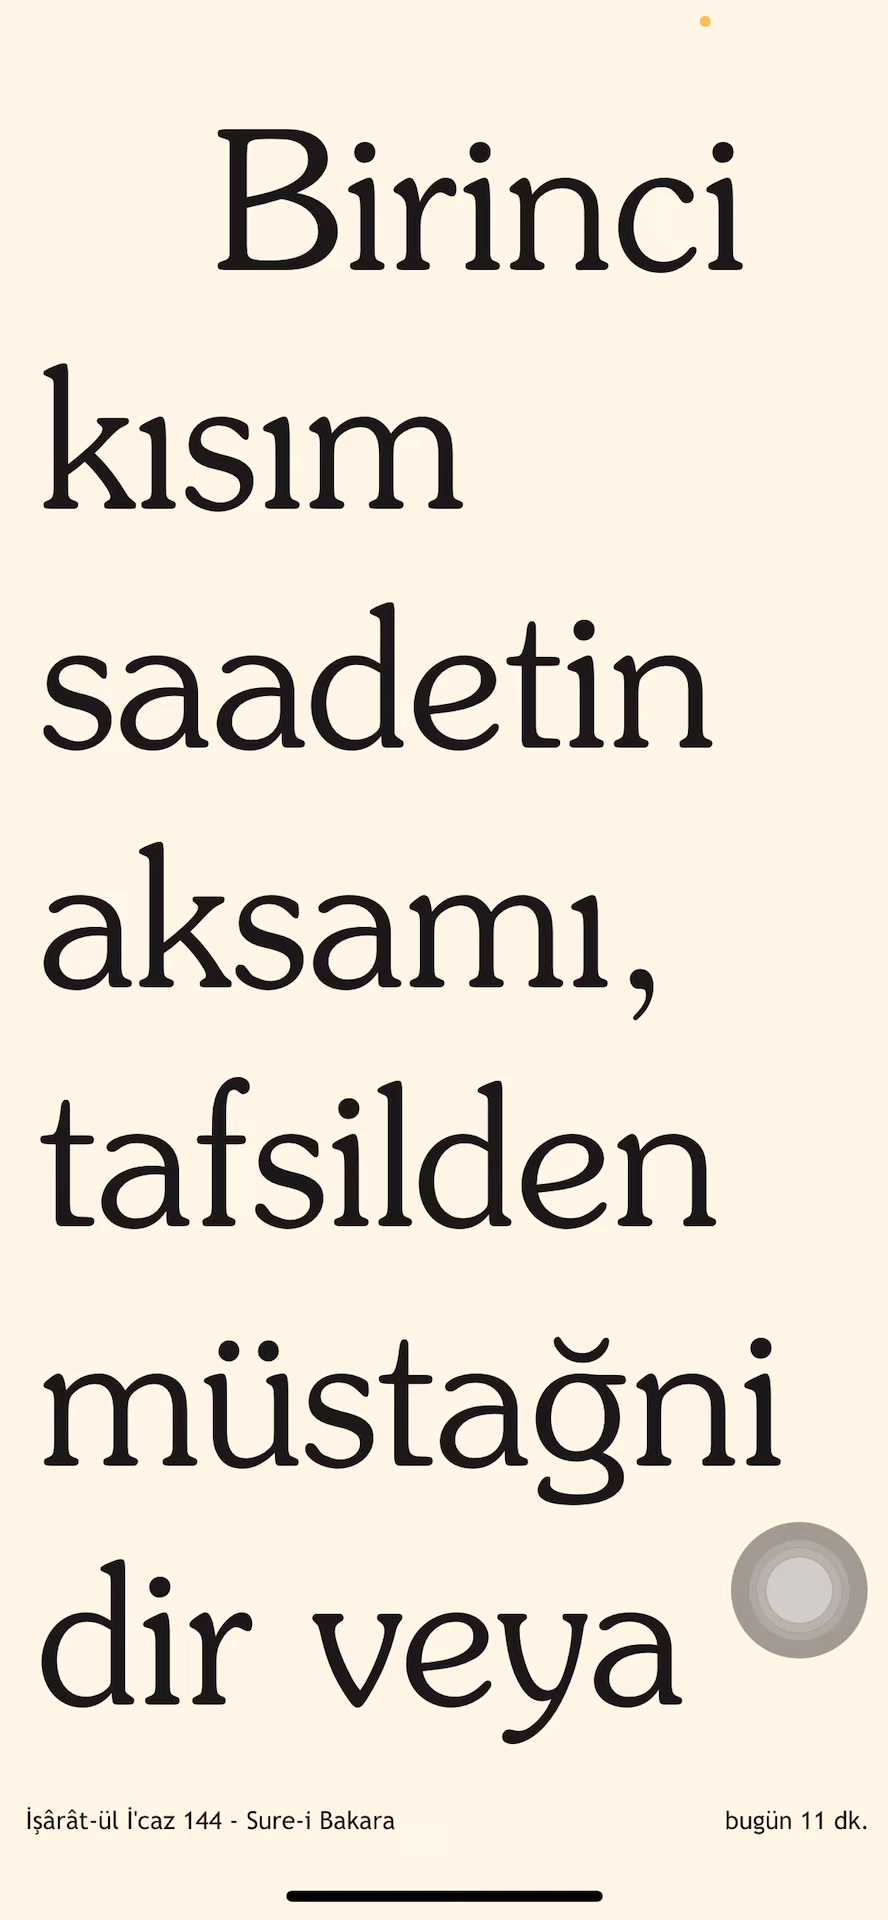 Birinci
kısım
saadetin
aksamı,
tafsilden
müstağni
dir veya
İşârât-ül İ'caz 144 - Sure-i Bakara
bugün 11 dk.